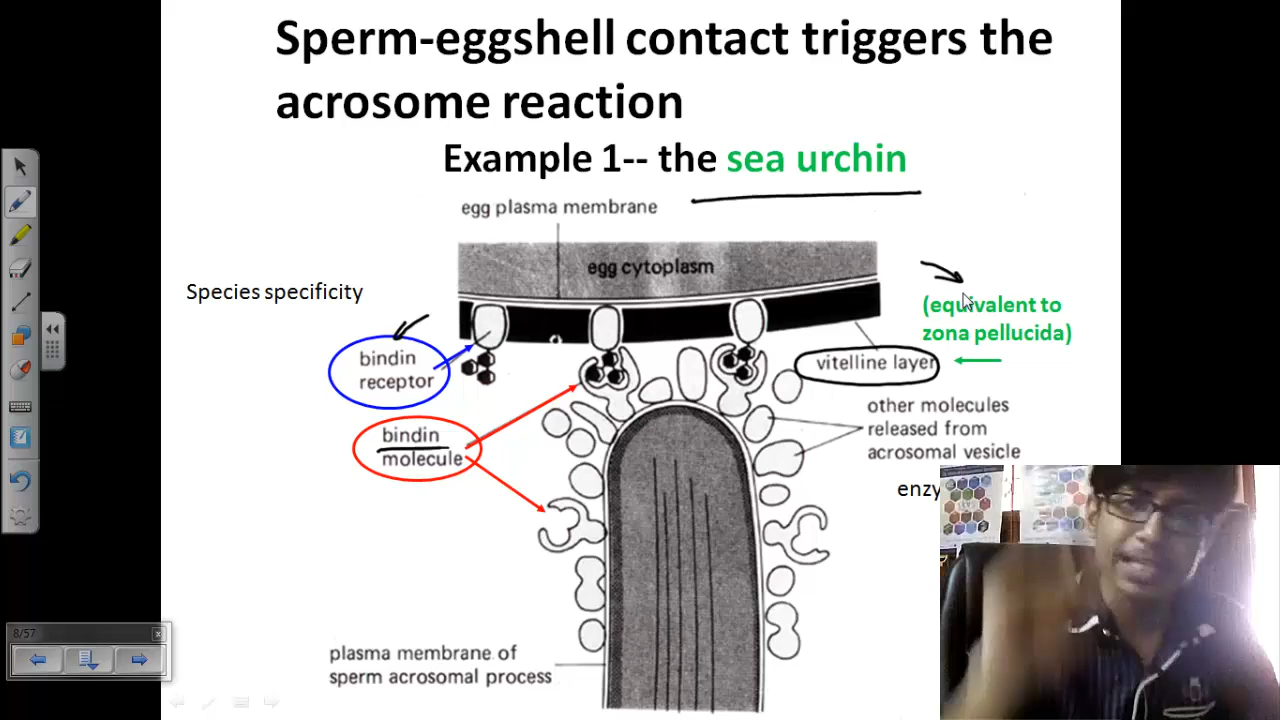 Sperm-eggshell contact triggers the
acrosome reaction
Example 1-- the sea urchin
egg plasma membrane
egg cytoplasm
Species specificity
(equivalent to
zona pellucida)
bindin
receptor
vitelline layer
other molecules
released from
acrosomal vesicle
bindin
molecule
plasma membrane of
sperm acrosomal process
8/57